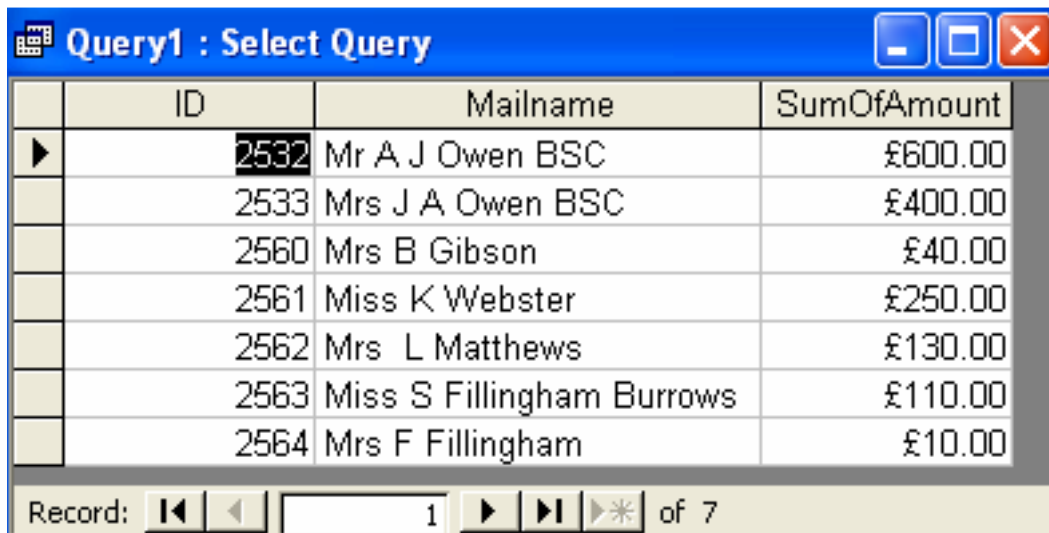 Query1 : Select Query
ID Mailname SumOfAmount
2532 Mr A J Owen BSC £600.00
2533 Mrs J A Owen BSC £400.00
2560 Mrs B Gibson £40.00
2561 Miss K Webster £250.00
2562 Mrs  L Matthews £130.00
2563 Miss S Fillingham Burrows £110.00
2564 Mrs F Fillingham £10.00
Record: 1 of 7